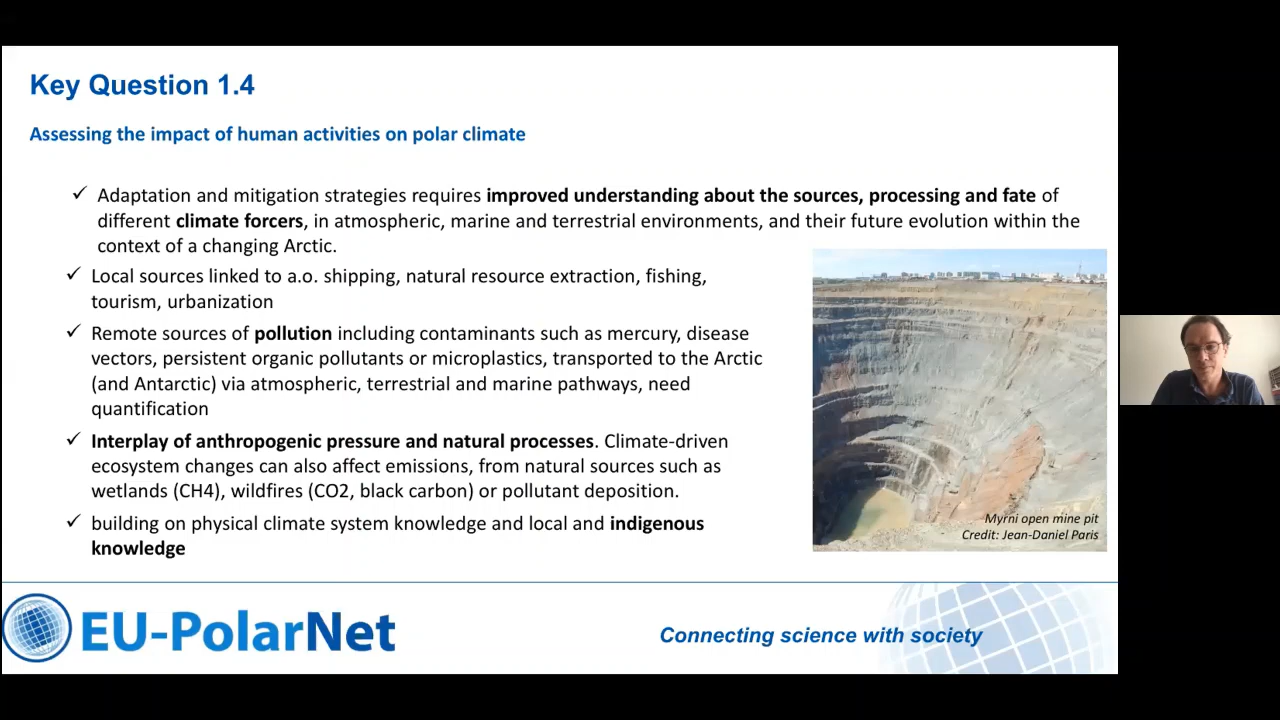 Key Question 1.4
Assessing the impact of human activities on polar climate
✓ Adaptation and mitigation strategies requires improved understanding about the sources, processing and fate of
different climate forcers, in atmospheric, marine and terrestrial environments, and their future evolution within the
context of a changing Arctic.
✓ Local sources linked to a.o. shipping, natural resource extraction, fishing,
tourism, urbanization
✓ Remote sources of pollution including contaminants such as mercury, disease
vectors, persistent organic pollutants or microplastics, transported to the Arctic
(and Antarctic) via atmospheric, terrestrial and marine pathways, need
quantification
✓ Interplay of anthropogenic pressure and natural processes. Climate-driven
ecosystem changes can also affect emissions, from natural sources such as
wetlands (CH4), wildfires (CO2, black carbon) or pollutant deposition.
✓ building on physical climate system knowledge and local and indigenous
knowledge
Myrni open mine pit
Credit: Jean-Daniel Paris
EU-PolarNet
Connecting science with society